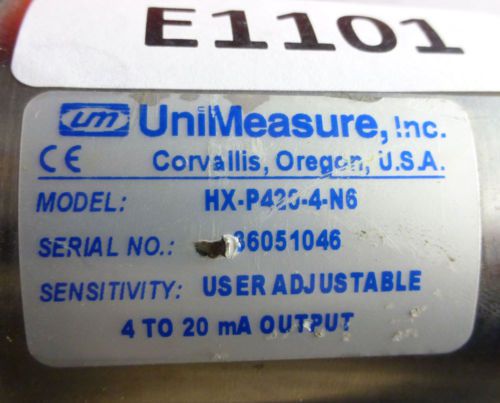 E1101
um UniMeasure, Inc.
CE Corvallis, Oregon, U.S.A.
MODEL: HX-P420-4-N6
SERIAL NO.: 36051046
SENSITIVITY: USER ADJUSTABLE
4 TO 20 mA OUTPUT